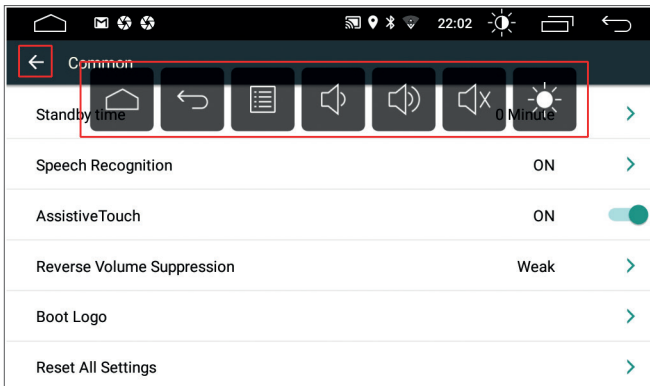 22:02
Common
Standby time 0 Minute
Speech Recognition ON
AssistiveTouch ON
Reverse Volume Suppression Weak
Boot Logo
Reset All Settings